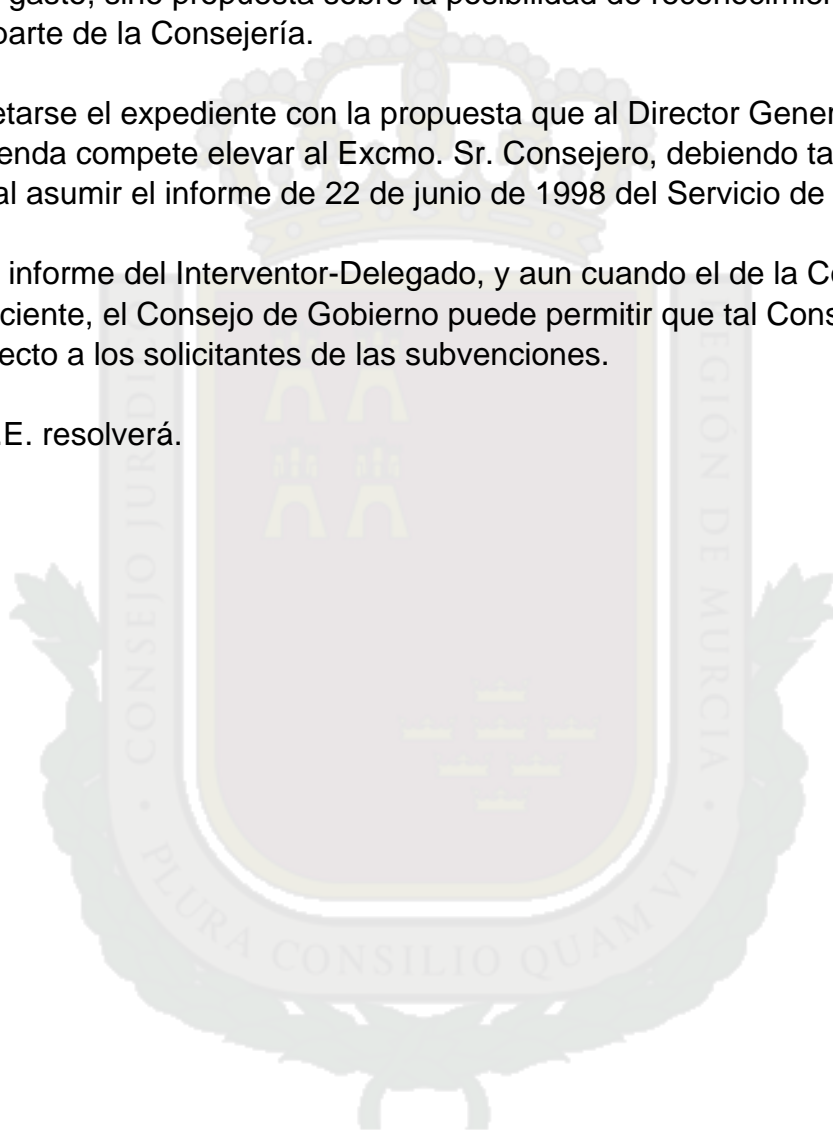 gasto, sino propuesta sobre la posibilidad de reconocimien
parte de la Consejería.
etarse el expediente con la propuesta que al Director Gener
enda compete elevar al Excmo. Sr. Consejero, debiendo ta
al asumir el informe de 22 de junio de 1998 del Servicio de
informe del Interventor-Delegado, y aun cuando el de la Co
ciente, el Consejo de Gobierno puede permitir que tal Cons
ecto a los solicitantes de las subvenciones.
.E. resolverá.
CONSEJO JURÍDICO
REGIÓN DE MURCIA
PLURA CONSILIO QUAM VI